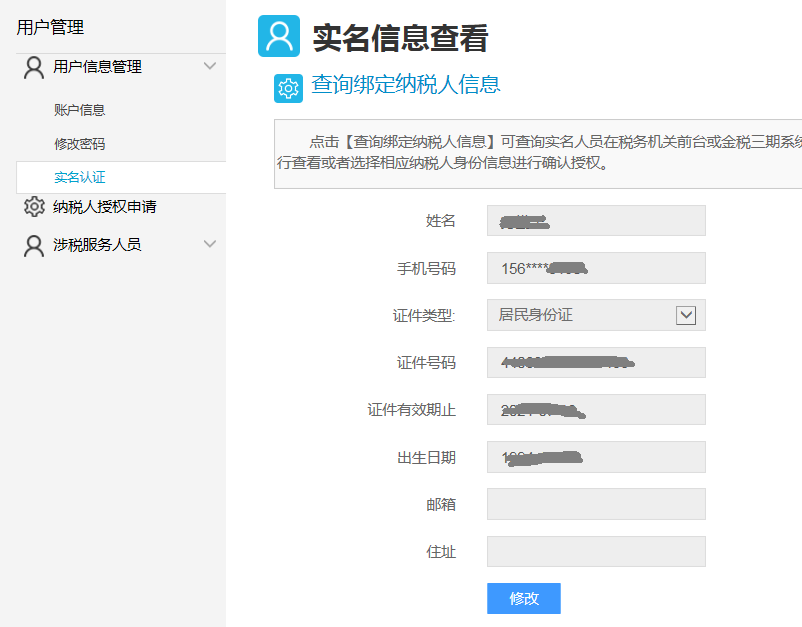 用户管理
用户信息管理
账户信息
修改密码
实名认证
纳税人授权申请
涉税服务人员
实名信息查看
查询绑定纳税人信息
点击【查询绑定纳税人信息】可查询实名人员在税务机关前台或金税三期系统
行查看或者选择相应纳税人身份信息进行确认授权。
姓名
手机号码 156****
证件类型: 居民身份证
证件号码
证件有效期止
出生日期
邮箱
住址
修改